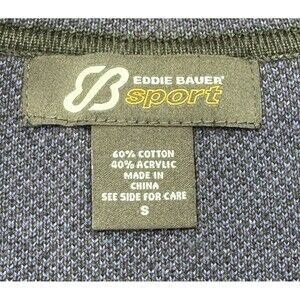 EDDIE BAUER®
sport
60% COTTON
40% ACRYLIC
MADE IN
CHINA
SEE SIDE FOR CARE
S